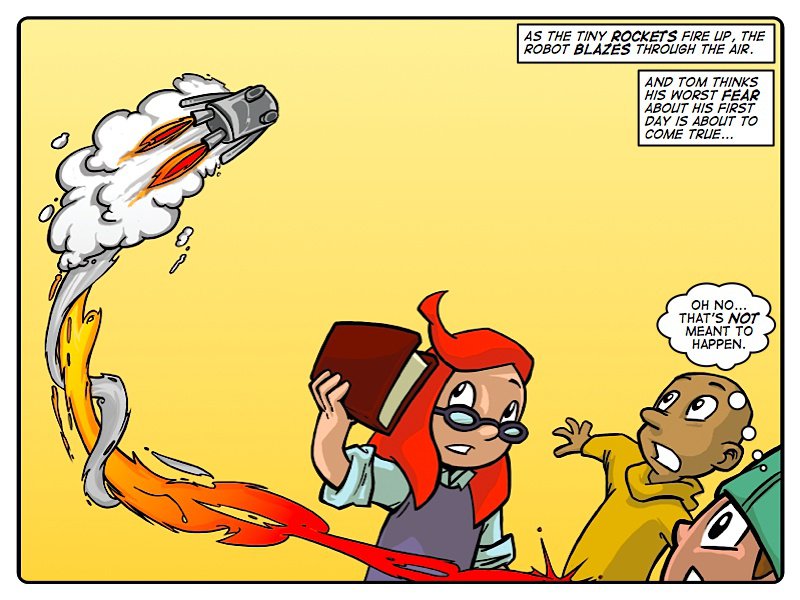 AS THE TINY ROCKETS FIRE UP, THE
ROBOT BLAZES THROUGH THE AIR.
AND TOM THINKS
HIS WORST FEAR
ABOUT HIS FIRST
DAY IS ABOUT TO
COME TRUE...
OH NO...
THAT'S NOT
MEANT TO
HAPPEN.